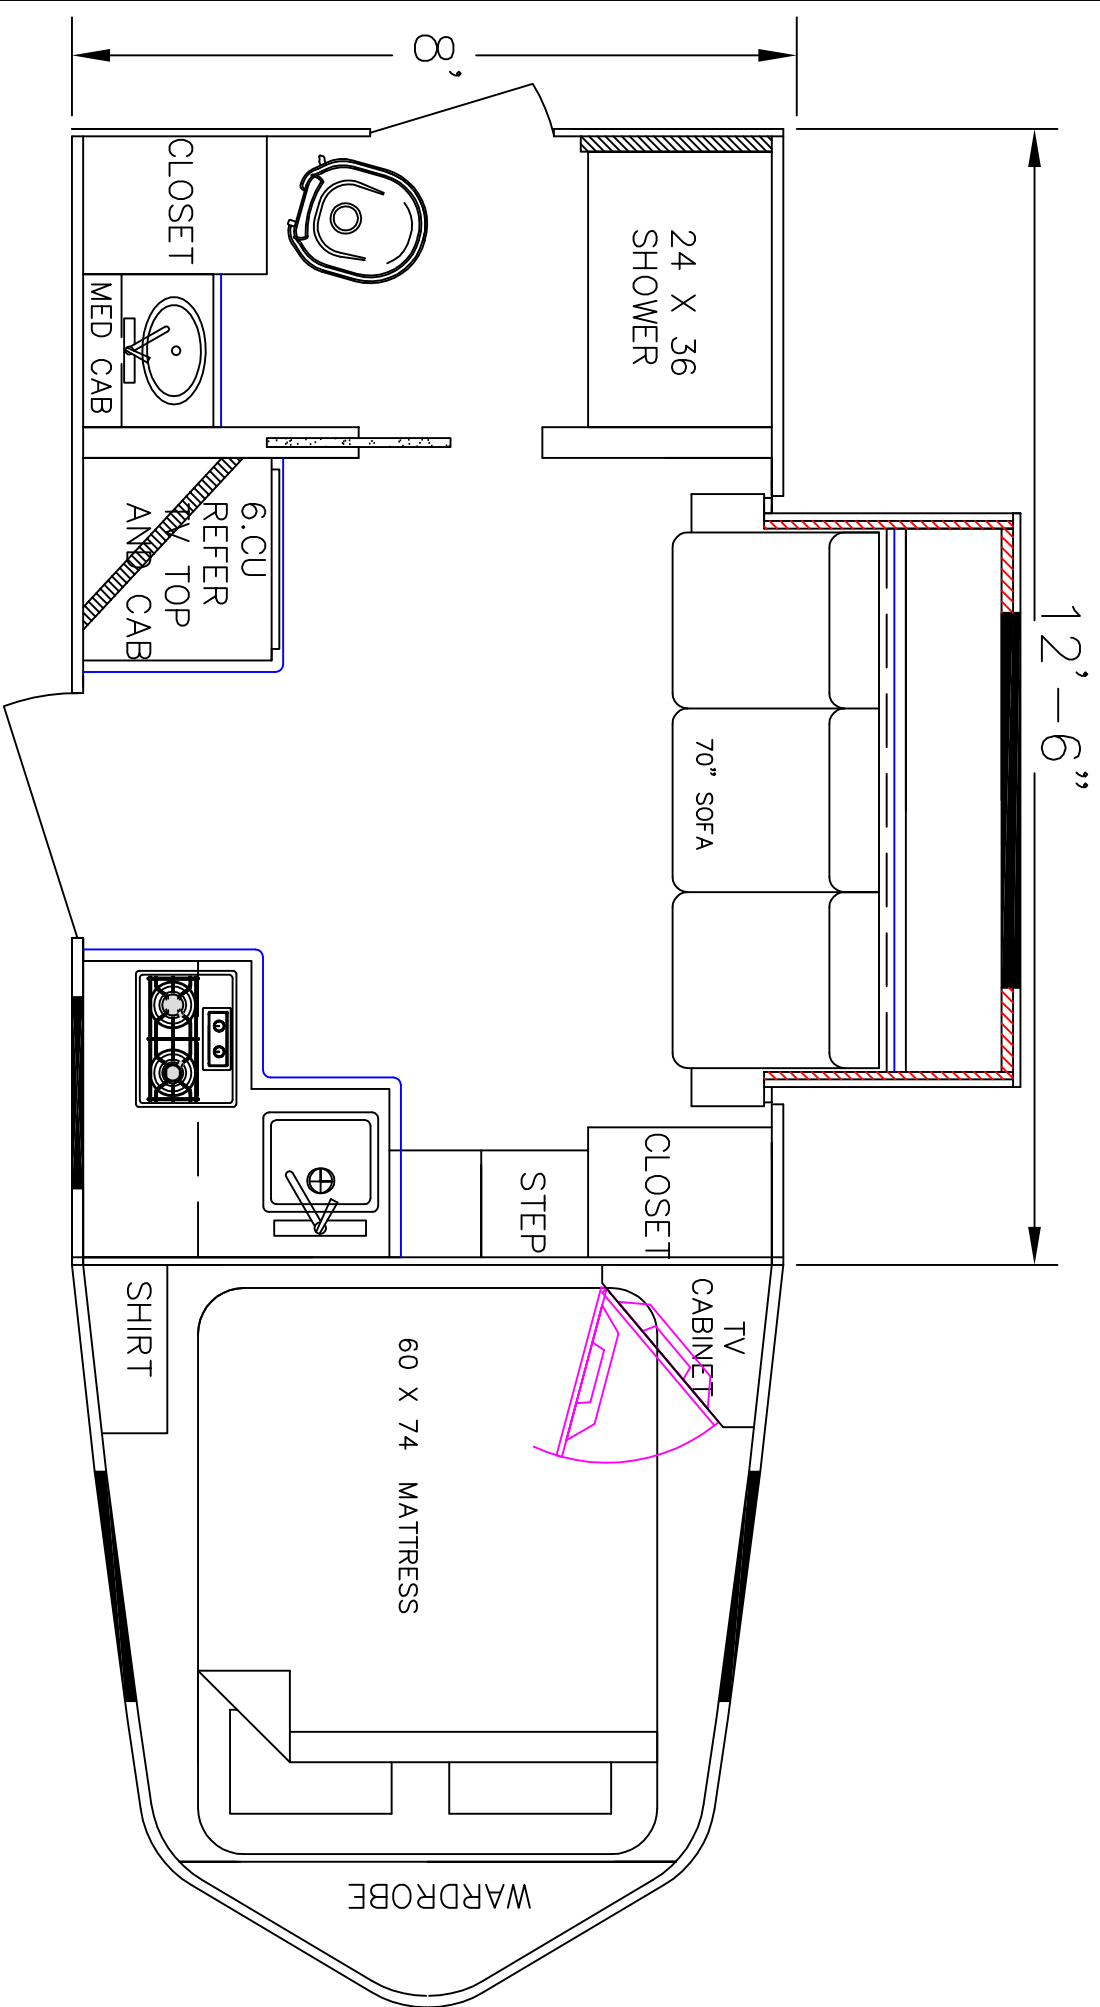 8'
12'-6"
CLOSET
24 X 36
SHOWER
MED CAB
6.CU
REFER
TV TOP
AND CAB
70" SOFA
CLOSET
STEP
SHIRT
TV
CABINET
60 X 74 MATTRESS
WARDROBE